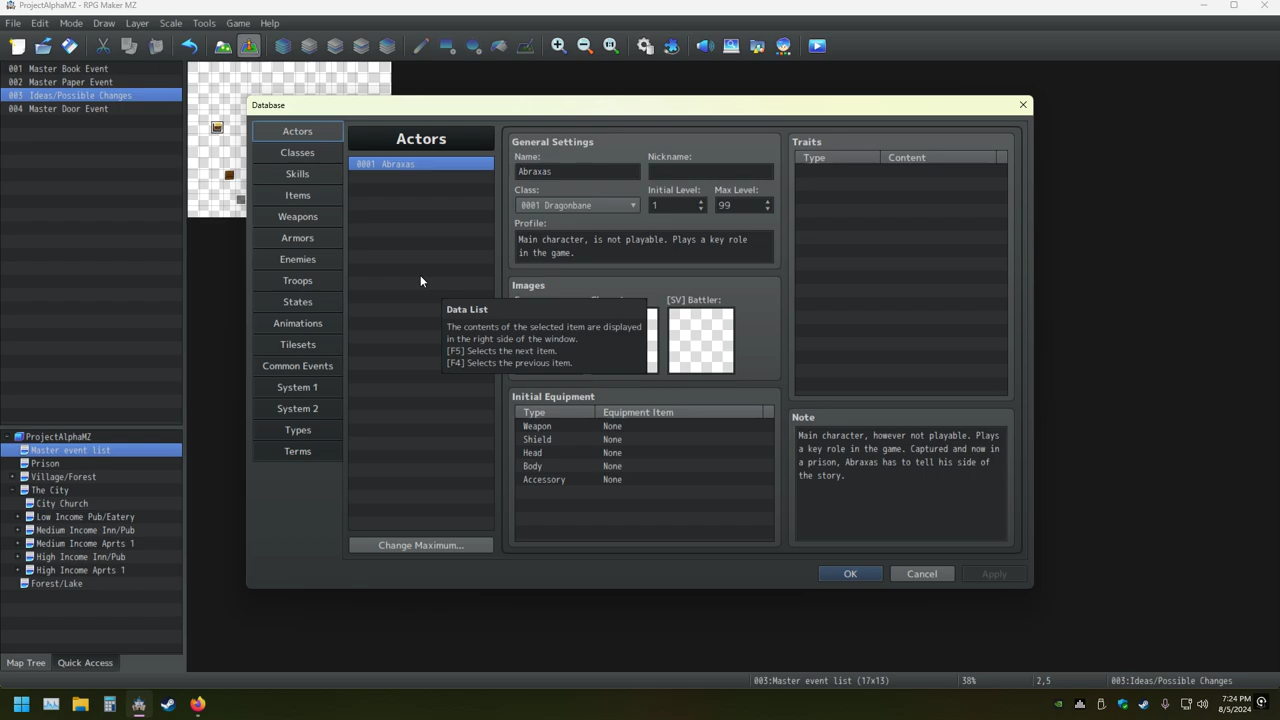 ProjectAlphaMZ - RPG Maker MZ
File Edit Mode Draw Layer Scale Tools Game Help
001 Master Book Event
002 Master Paper Event
003 Ideas/Possible Changes
004 Master Door Event
Database
Actors
Classes
Skills
Items
Weapons
Armors
Enemies
Troops
States
Animations
Tilesets
Common Events
System 1
System 2
Types
Terms
Actors
0001 Abraxas
Change Maximum...
Data List
The contents of the selected item are displayed
in the right side of the window.
[F5] Selects the next item.
[F4] Selects the previous item.
General Settings
Name: Nickname:
Abraxas
Class: Initial Level: Max Level:
0001 Dragonbane 1 99
Profile:
Main character, is not playable. Plays a key role
in the game.
Images
[SV] Battler:
Initial Equipment
Type Equipment Item
Weapon None
Shield None
Head None
Body None
Accessory None
Traits
Type Content
Note
Main character, however not playable. Plays
a key role in the game. Captured and now in
a prison, Abraxas has to tell his side of
the story.
OK Cancel Apply
ProjectAlphaMZ
Master event list
Prison
Village/Forest
The City
City Church
Low Income Pub/Eatery
Medium Income Inn/Pub
Medium Income Aprts 1
High Income Inn/Pub
High Income Aprts 1
Forest/Lake
Map Tree Quick Access
003:Master event list (17x13) 38% 2,5 003:Ideas/Possible Changes
7:24 PM
8/5/2024